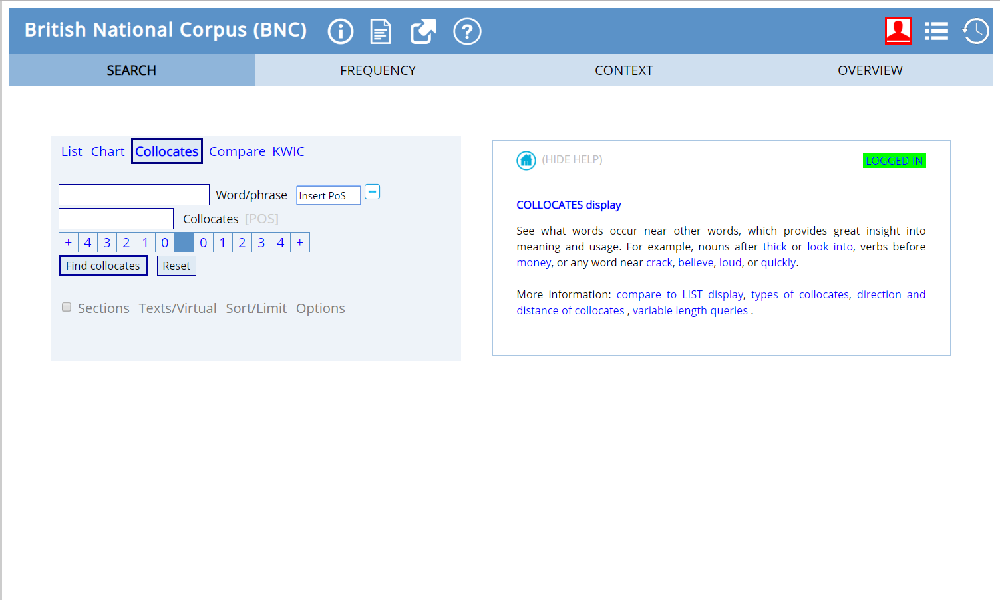 British National Corpus (BNC)
SEARCH FREQUENCY CONTEXT OVERVIEW
List Chart Collocates Compare KWIC
Word/phrase Insert PoS
Collocates [POS]
+ 4 3 2 1 0 0 1 2 3 4 +
Find collocates Reset
Sections Texts/Virtual Sort/Limit Options
(HIDE HELP) LOGGED IN
COLLOCATES display
See what words occur near other words, which provides great insight into
meaning and usage. For example, nouns after thick or look into, verbs before
money, or any word near crack, believe, loud, or quickly.
More information: compare to LIST display, types of collocates, direction and
distance of collocates , variable length queries .